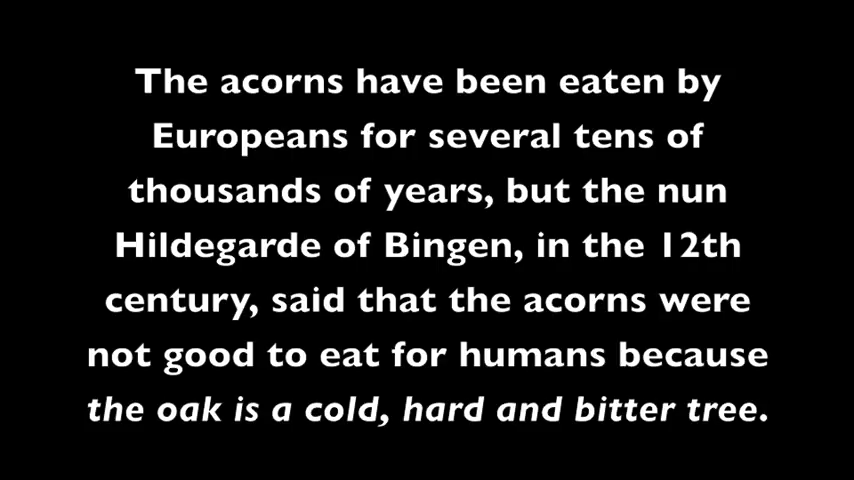 The acorns have been eaten by
Europeans for several tens of
thousands of years, but the nun
Hildegarde of Bingen, in the 12th
century, said that the acorns were
not good to eat for humans because
the oak is a cold, hard and bitter tree.